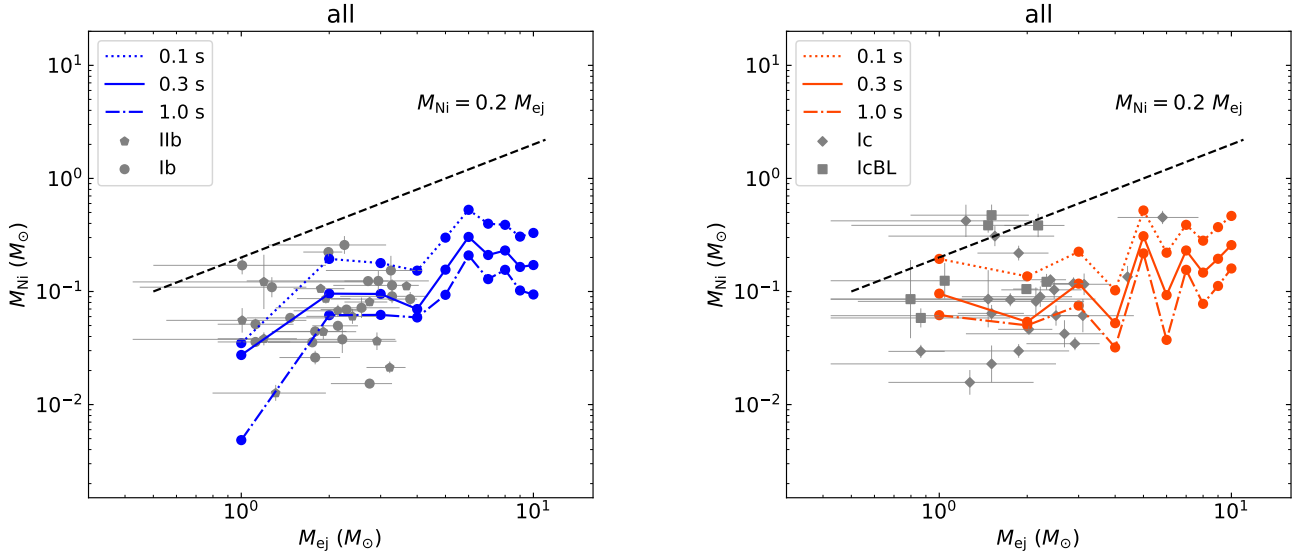 all
0.1 s
0.3 s
1.0 s
IIb
Ib
M_Ni = 0.2 M_ej
10^1
10^0
10^−1
10^−2
M_Ni (M_⊙)
10^0
10^1
M_ej (M_⊙)
all
0.1 s
0.3 s
1.0 s
Ic
IcBL
M_Ni = 0.2 M_ej
10^1
10^0
10^−1
10^−2
M_Ni (M_⊙)
10^0
10^1
M_ej (M_⊙)